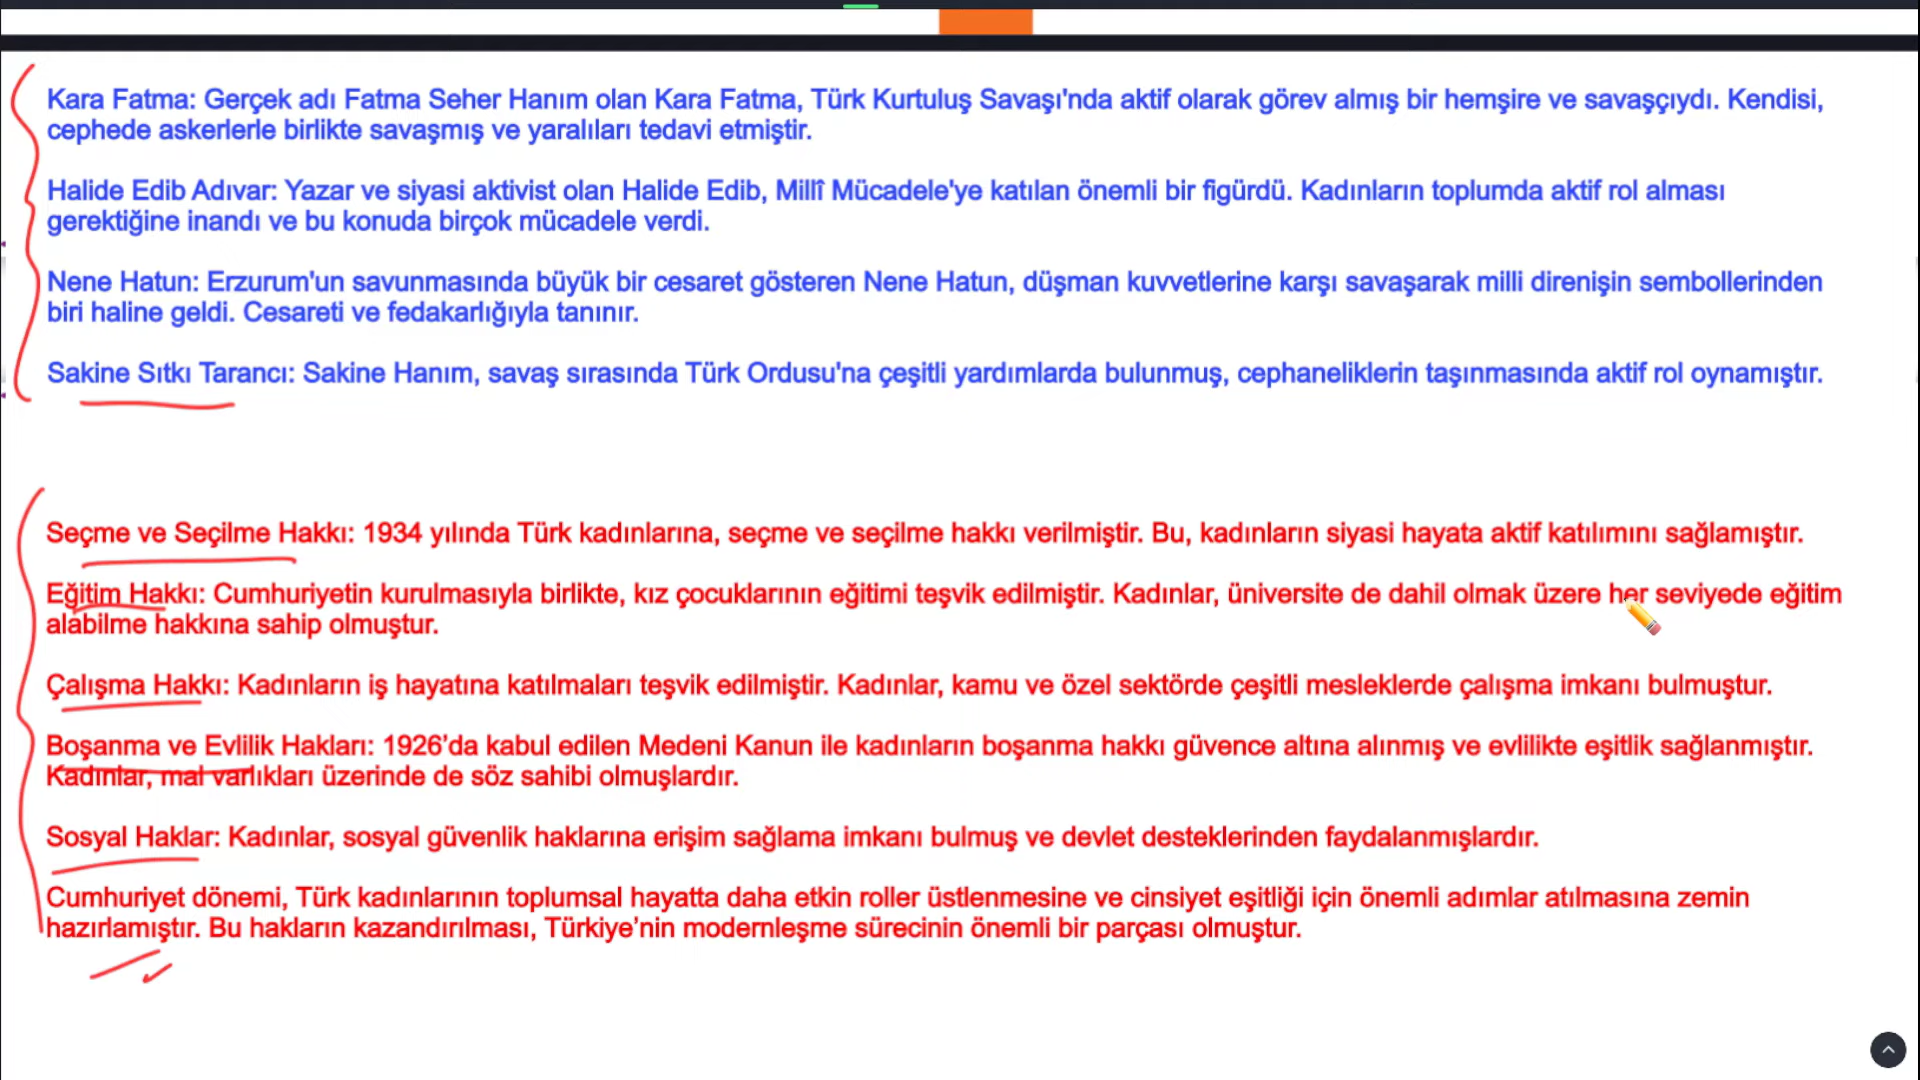 Kara Fatma: Gerçek adı Fatma Seher Hanım olan Kara Fatma, Türk Kurtuluş Savaşı'nda aktif olarak görev almış bir hemşire ve savaşçıydı. Kendisi,
cephede askerlerle birlikte savaşmış ve yaralıları tedavi etmiştir.
Halide Edib Adıvar: Yazar ve siyasi aktivist olan Halide Edib, Millî Mücadele'ye katılan önemli bir figürdü. Kadınların toplumda aktif rol alması
gerektiğine inandı ve bu konuda birçok mücadele verdi.
Nene Hatun: Erzurum'un savunmasında büyük bir cesaret gösteren Nene Hatun, düşman kuvvetlerine karşı savaşarak milli direnişin sembollerinden
biri haline geldi. Cesareti ve fedakarlığıyla tanınır.
Sakine Sıtkı Tarancı: Sakine Hanım, savaş sırasında Türk Ordusu'na çeşitli yardımlarda bulunmuş, cephaneliklerin taşınmasında aktif rol oynamıştır.
Seçme ve Seçilme Hakkı: 1934 yılında Türk kadınlarına, seçme ve seçilme hakkı verilmiştir. Bu, kadınların siyasi hayata aktif katılımını sağlamıştır.
Eğitim Hakkı: Cumhuriyetin kurulmasıyla birlikte, kız çocuklarının eğitimi teşvik edilmiştir. Kadınlar, üniversite de dahil olmak üzere her seviyede eğitim
alabilme hakkına sahip olmuştur.
Çalışma Hakkı: Kadınların iş hayatına katılmaları teşvik edilmiştir. Kadınlar, kamu ve özel sektörde çeşitli mesleklerde çalışma imkanı bulmuştur.
Boşanma ve Evlilik Hakları: 1926’da kabul edilen Medeni Kanun ile kadınların boşanma hakkı güvence altına alınmış ve evlilikte eşitlik sağlanmıştır.
Kadınlar, mal varlıkları üzerinde de söz sahibi olmuşlardır.
Sosyal Haklar: Kadınlar, sosyal güvenlik haklarına erişim sağlama imkanı bulmuş ve devlet desteklerinden faydalanmışlardır.
Cumhuriyet dönemi, Türk kadınlarının toplumsal hayatta daha etkin roller üstlenmesine ve cinsiyet eşitliği için önemli adımlar atılmasına zemin
hazırlamıştır. Bu hakların kazandırılması, Türkiye’nin modernleşme sürecinin önemli bir parçası olmuştur.